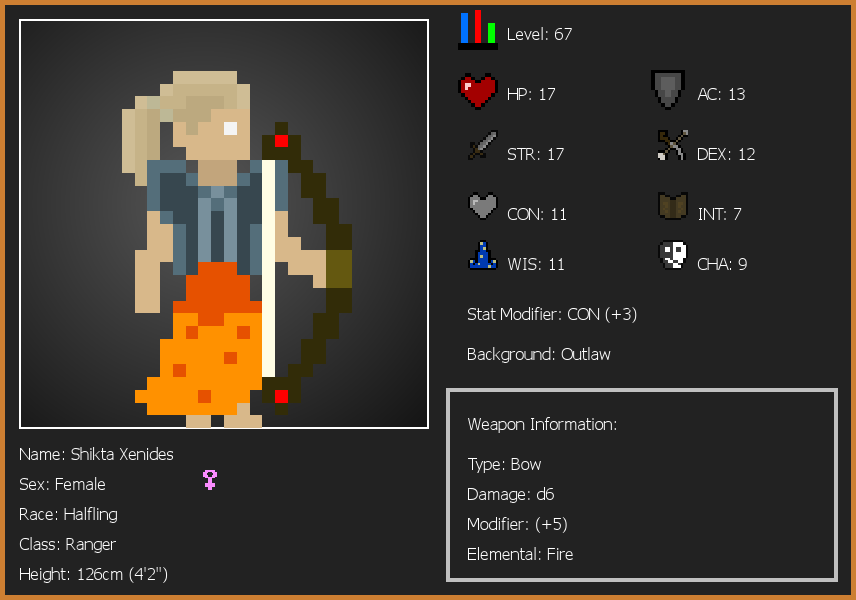 Level: 67
HP: 17
AC: 13
STR: 17
DEX: 12
CON: 11
INT: 7
WIS: 11
CHA: 9
Stat Modifier: CON (+3)
Background: Outlaw
Weapon Information:
Type: Bow
Damage: d6
Modifier: (+5)
Elemental: Fire
Name: Shikta Xenides
Sex: Female
Race: Halfling
Class: Ranger
Height: 126cm (4'2")